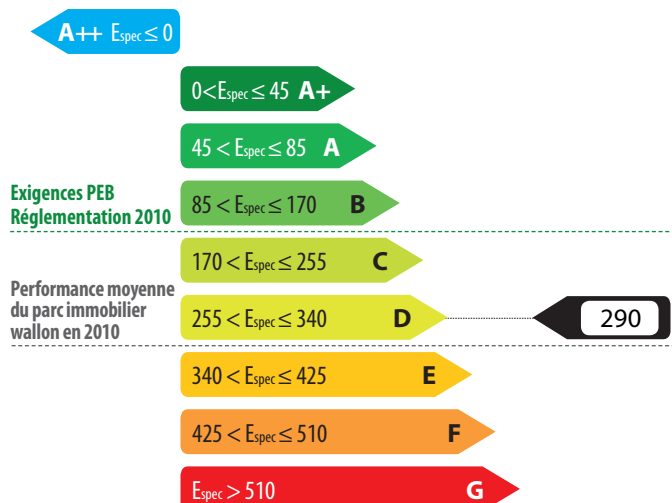 A++ Espec ≤ 0
0<Espec ≤ 45 A+
45 < Espec ≤ 85 A
Exigences PEB
Réglementation 2010
85 < Espec ≤ 170 B
170 < Espec ≤ 255 C
Performance moyenne
du parc immobilier
wallon en 2010
255 < Espec ≤ 340 D
290
340 < Espec ≤ 425 E
425 < Espec ≤ 510 F
Espec > 510 G